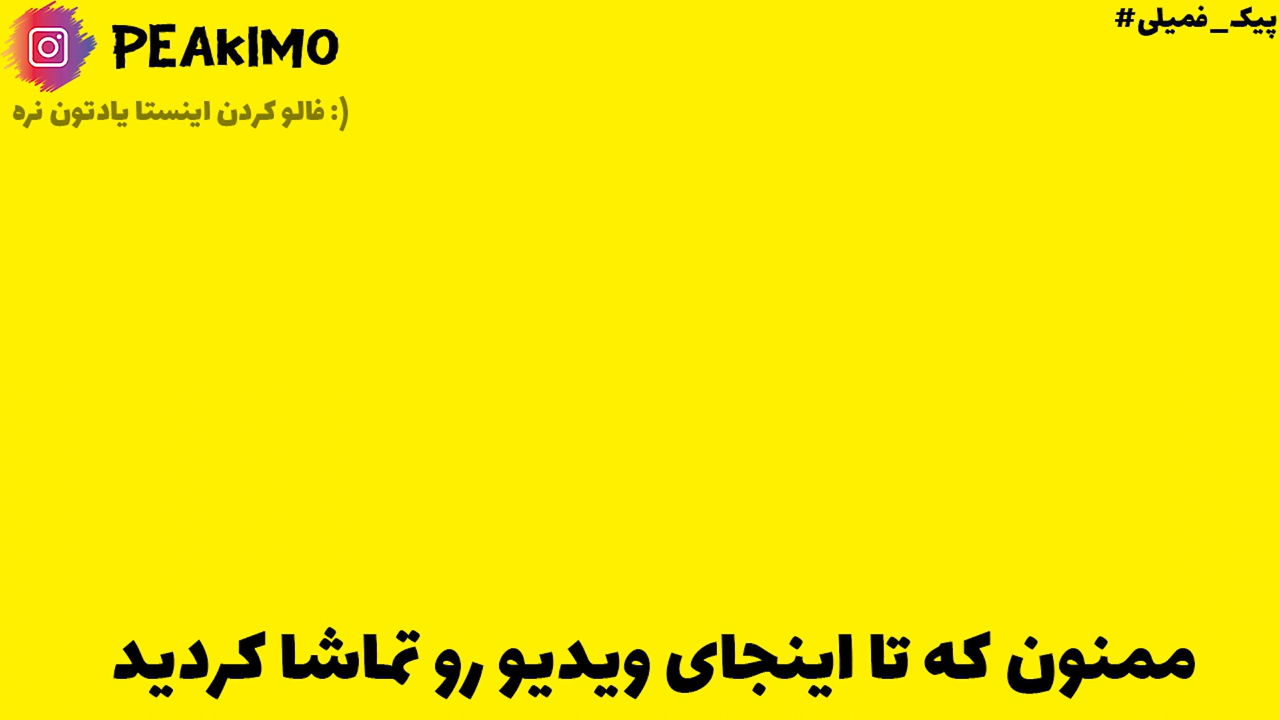 PEAKIMO
#پیک_فمیلی
فالو کردن اینستا یادتون نره :)
ممنون که تا اینجای ویدیو رو تماشا کردید